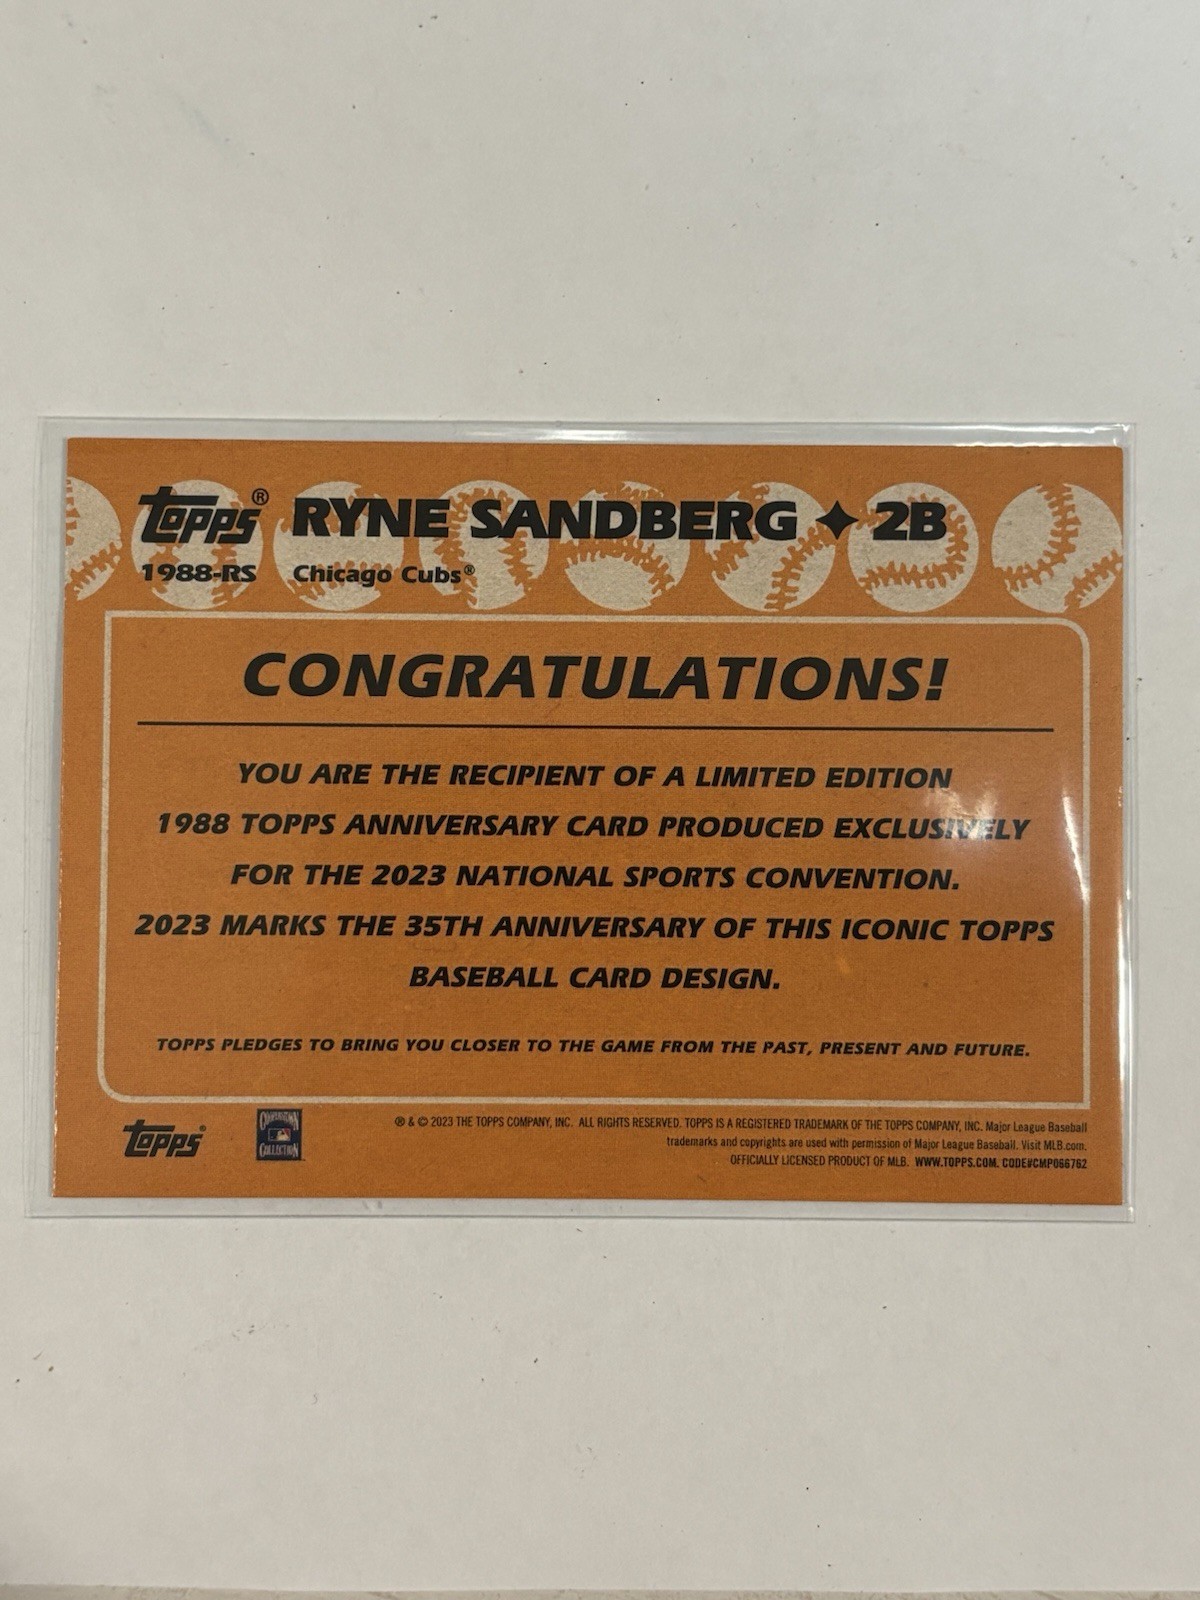 Topps® RYNE SANDBERG ✦ 2B
1988-RS Chicago Cubs®
CONGRATULATIONS!
YOU ARE THE RECIPIENT OF A LIMITED EDITION
1988 TOPPS ANNIVERSARY CARD PRODUCED EXCLUSIVELY
FOR THE 2023 NATIONAL SPORTS CONVENTION.
2023 MARKS THE 35TH ANNIVERSARY OF THIS ICONIC TOPPS
BASEBALL CARD DESIGN.
TOPPS PLEDGES TO BRING YOU CLOSER TO THE GAME FROM THE PAST, PRESENT AND FUTURE.
Topps®
COOPERSTOWN
COLLECTION
® & © 2023 THE TOPPS COMPANY, INC. ALL RIGHTS RESERVED. TOPPS IS A REGISTERED TRADEMARK OF THE TOPPS COMPANY, INC. Major League Baseball
trademarks and copyrights are used with permission of Major League Baseball. Visit MLB.com.
OFFICIALLY LICENSED PRODUCT OF MLB. WWW.TOPPS.COM. CODE#CMP066762